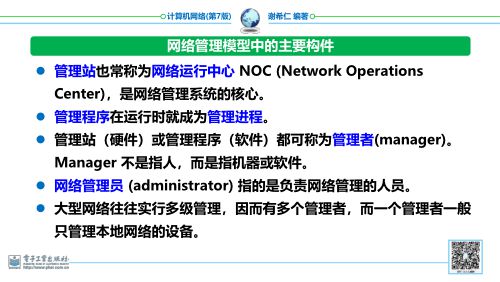 计算机网络(第7版)
谢希仁 编著
网络管理模型中的主要构件
● 管理站也常称为网络运行中心 NOC (Network Operations
Center)，是网络管理系统的核心。
● 管理程序在运行时就成为管理进程。
● 管理站（硬件）或管理程序（软件）都可称为管理者(manager)。
Manager 不是指人，而是指机器或软件。
● 网络管理员 (administrator) 指的是负责网络管理的人员。
● 大型网络往往实行多级管理，因而有多个管理者，而一个管理者一般
只管理本地网络的设备。
电子工业出版社
http://www.phei.com.cn